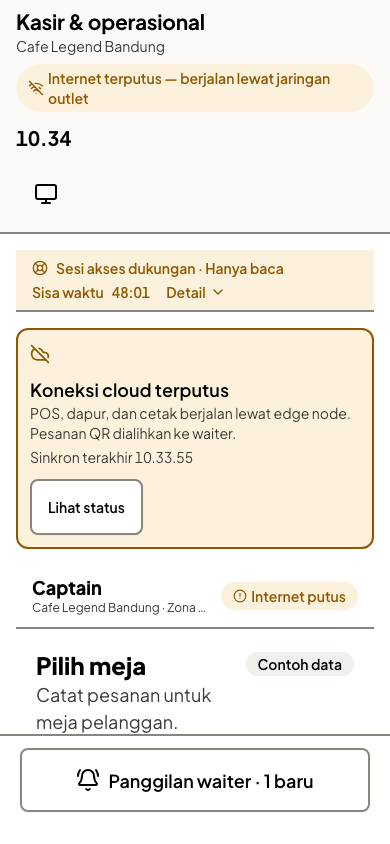 Kasir & operasional
Cafe Legend Bandung
Internet terputus — berjalan lewat jaringan
outlet
10.34
Sesi akses dukungan · Hanya baca
Sisa waktu 48:01 Detail
Koneksi cloud terputus
POS, dapur, dan cetak berjalan lewat edge node.
Pesanan QR dialihkan ke waiter.
Sinkron terakhir 10.33.55
Lihat status
Captain
Cafe Legend Bandung · Zona ...
Internet putus
Pilih meja
Contoh data
Catat pesanan untuk
meja pelanggan.
Panggilan waiter · 1 baru